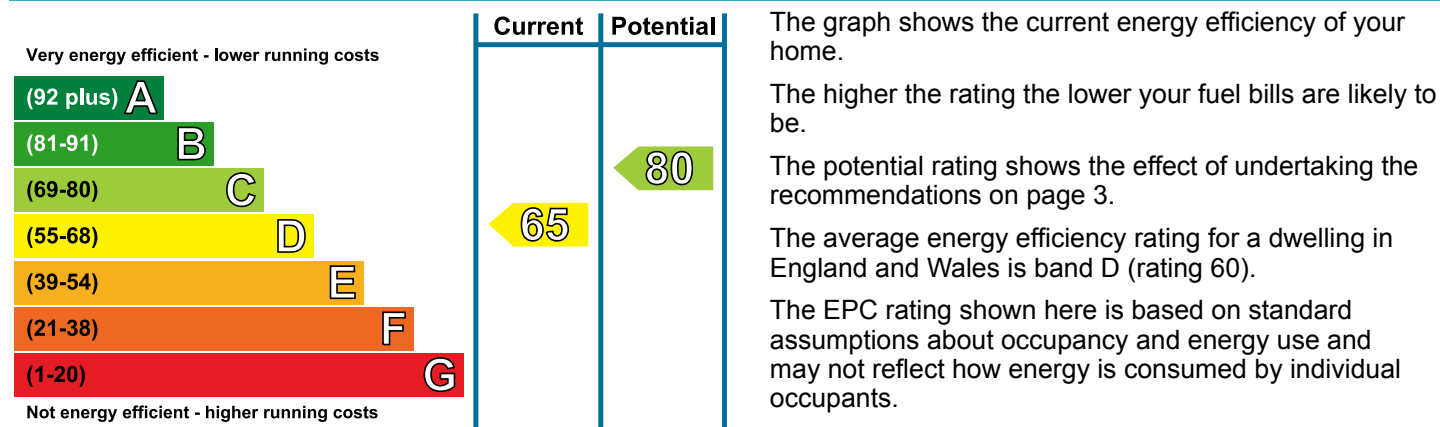 Current Potential
Very energy efficient - lower running costs
(92 plus) A
(81-91) B
(69-80) C
(55-68) D
(39-54) E
(21-38) F
(1-20) G
Not energy efficient - higher running costs
65
80
The graph shows the current energy efficiency of your
home.
The higher the rating the lower your fuel bills are likely to
be.
The potential rating shows the effect of undertaking the
recommendations on page 3.
The average energy efficiency rating for a dwelling in
England and Wales is band D (rating 60).
The EPC rating shown here is based on standard
assumptions about occupancy and energy use and
may not reflect how energy is consumed by individual
occupants.